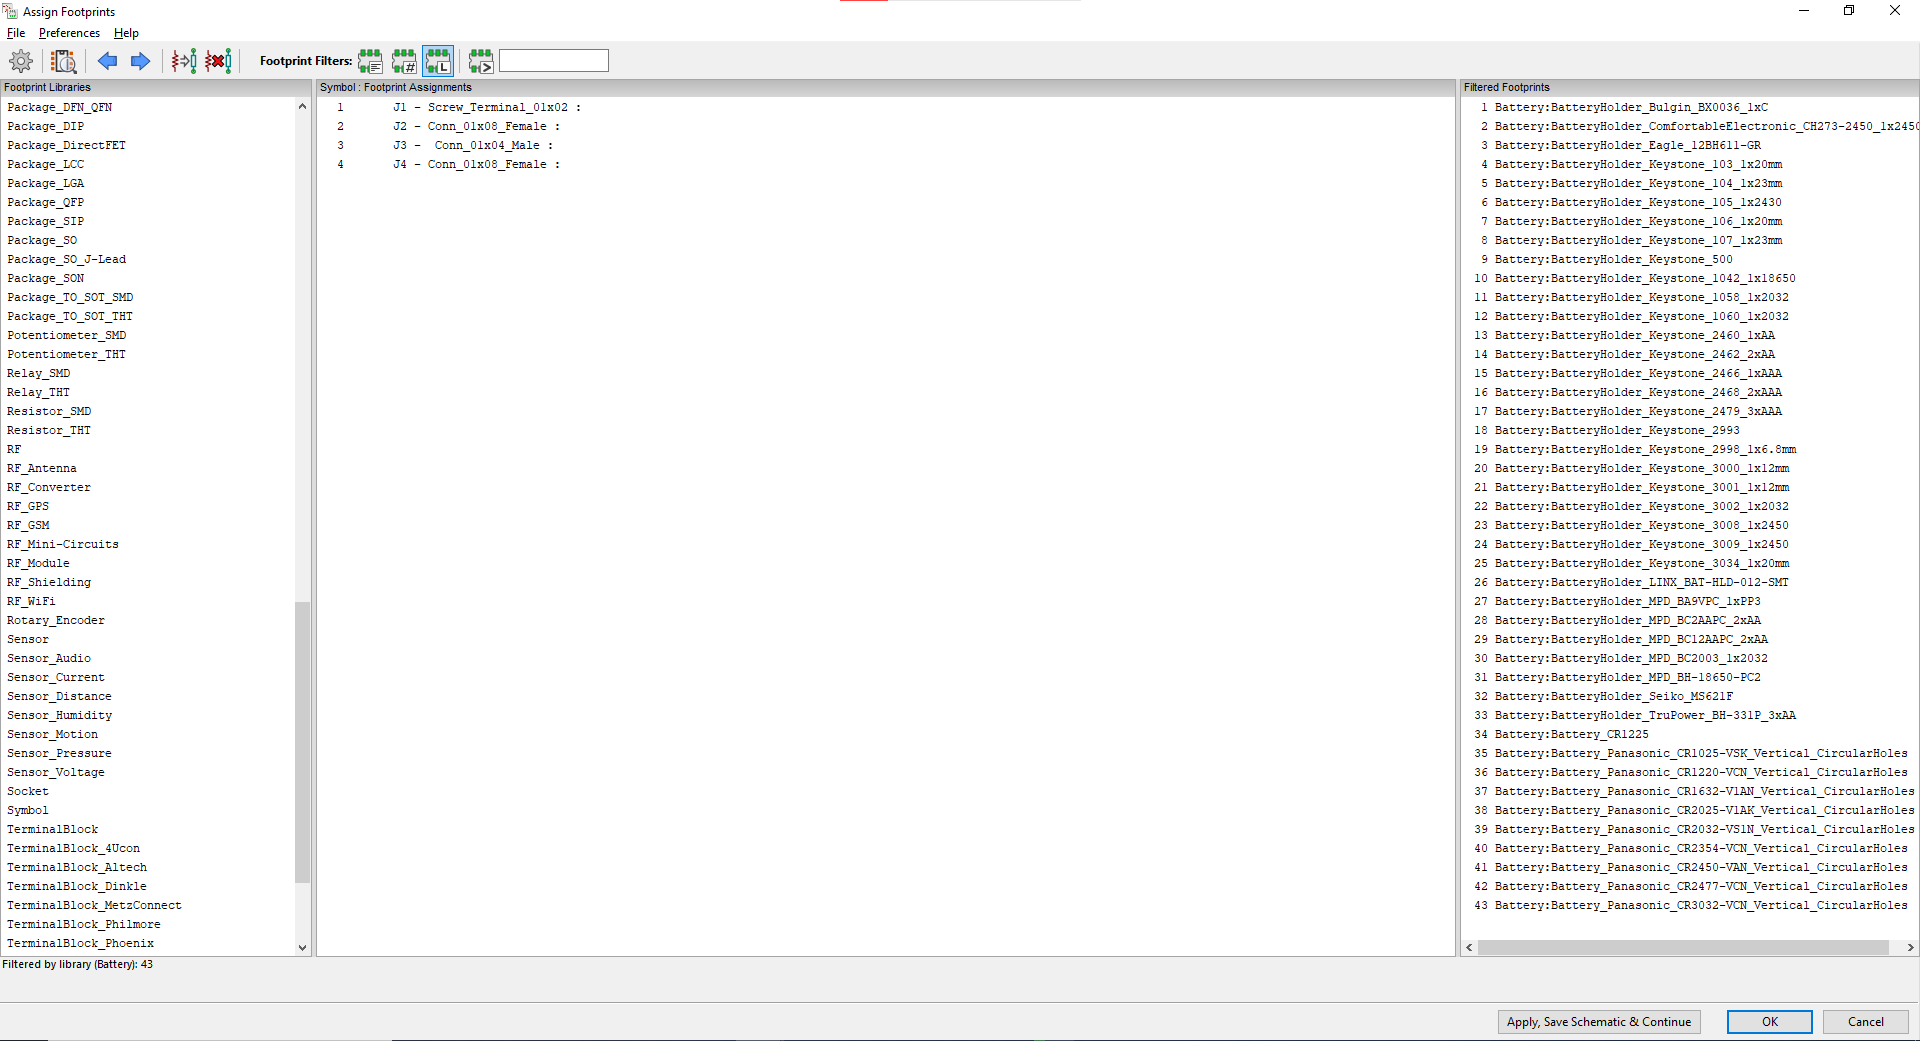 Assign Footprints
File Preferences Help
Footprint Filters:
Footprint Libraries
Package_DFN_QFN
Package_DIP
Package_DirectFET
Package_LCC
Package_LGA
Package_QFP
Package_SIP
Package_SO
Package_SO_J-Lead
Package_SON
Package_TO_SOT_SMD
Package_TO_SOT_THT
Potentiometer_SMD
Potentiometer_THT
Relay_SMD
Relay_THT
Resistor_SMD
Resistor_THT
RF
RF_Antenna
RF_Converter
RF_GPS
RF_GSM
RF_Mini-Circuits
RF_Module
RF_Shielding
RF_WiFi
Rotary_Encoder
Sensor
Sensor_Audio
Sensor_Current
Sensor_Distance
Sensor_Humidity
Sensor_Motion
Sensor_Pressure
Sensor_Voltage
Socket
Symbol
TerminalBlock
TerminalBlock_4Ucon
TerminalBlock_Altech
TerminalBlock_Dinkle
TerminalBlock_MetzConnect
TerminalBlock_Philmore
TerminalBlock_Phoenix
Symbol : Footprint Assignments
1 J1 - Screw_Terminal_01x02 :
2 J2 - Conn_01x08_Female :
3 J3 - Conn_01x04_Male :
4 J4 - Conn_01x08_Female :
Filtered Footprints
1 Battery:BatteryHolder_Bulgin_BX0036_1xC
2 Battery:BatteryHolder_ComfortableElectronic_CH273-2450_1x2450
3 Battery:BatteryHolder_Eagle_12BH611-GR
4 Battery:BatteryHolder_Keystone_103_1x20mm
5 Battery:BatteryHolder_Keystone_104_1x23mm
6 Battery:BatteryHolder_Keystone_105_1x2430
7 Battery:BatteryHolder_Keystone_106_1x20mm
8 Battery:BatteryHolder_Keystone_107_1x23mm
9 Battery:BatteryHolder_Keystone_500
10 Battery:BatteryHolder_Keystone_1042_1x18650
11 Battery:BatteryHolder_Keystone_1058_1x2032
12 Battery:BatteryHolder_Keystone_1060_1x2032
13 Battery:BatteryHolder_Keystone_2460_1xAA
14 Battery:BatteryHolder_Keystone_2462_2xAA
15 Battery:BatteryHolder_Keystone_2466_1xAAA
16 Battery:BatteryHolder_Keystone_2468_2xAAA
17 Battery:BatteryHolder_Keystone_2479_3xAAA
18 Battery:BatteryHolder_Keystone_2993
19 Battery:BatteryHolder_Keystone_2998_1x6.8mm
20 Battery:BatteryHolder_Keystone_3000_1x12mm
21 Battery:BatteryHolder_Keystone_3001_1x12mm
22 Battery:BatteryHolder_Keystone_3002_1x2032
23 Battery:BatteryHolder_Keystone_3008_1x2450
24 Battery:BatteryHolder_Keystone_3009_1x2450
25 Battery:BatteryHolder_Keystone_3034_1x20mm
26 Battery:BatteryHolder_LINX_BAT-HLD-012-SMT
27 Battery:BatteryHolder_MPD_BA9VPC_1xPP3
28 Battery:BatteryHolder_MPD_BC2AAPC_2xAA
29 Battery:BatteryHolder_MPD_BC12AAPC_2xAA
30 Battery:BatteryHolder_MPD_BC2003_1x2032
31 Battery:BatteryHolder_MPD_BH-18650-PC2
32 Battery:BatteryHolder_Seiko_MS621F
33 Battery:BatteryHolder_TruPower_BH-331P_3xAA
34 Battery:Battery_CR1225
35 Battery:Battery_Panasonic_CR1025-VSK_Vertical_CircularHoles
36 Battery:Battery_Panasonic_CR1220-VCN_Vertical_CircularHoles
37 Battery:Battery_Panasonic_CR1632-V1AN_Vertical_CircularHoles
38 Battery:Battery_Panasonic_CR2025-V1AK_Vertical_CircularHoles
39 Battery:Battery_Panasonic_CR2032-VS1N_Vertical_CircularHoles
40 Battery:Battery_Panasonic_CR2354-VCN_Vertical_CircularHoles
41 Battery:Battery_Panasonic_CR2450-VAN_Vertical_CircularHoles
42 Battery:Battery_Panasonic_CR2477-VCN_Vertical_CircularHoles
43 Battery:Battery_Panasonic_CR3032-VCN_Vertical_CircularHoles
Filtered by library (Battery): 43
Apply, Save Schematic & Continue OK Cancel